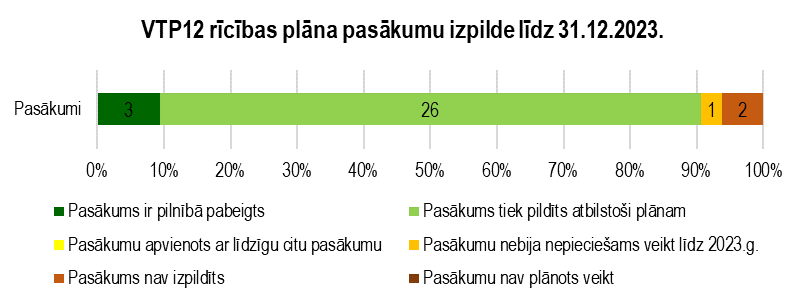 VTP12 rīcības plāna pasākumu izpilde līdz 31.12.2023.
Pasākumi 3 26 1 2
0% 10% 20% 30% 40% 50% 60% 70% 80% 90% 100%
Pasākums ir pilnībā pabeigts Pasākums tiek pildīts atbilstoši plānam
Pasākumu apvienots ar līdzīgu citu pasākumu Pasākumu nebija nepieciešams veikt līdz 2023.g.
Pasākums nav izpildīts Pasākumu nav plānots veikt